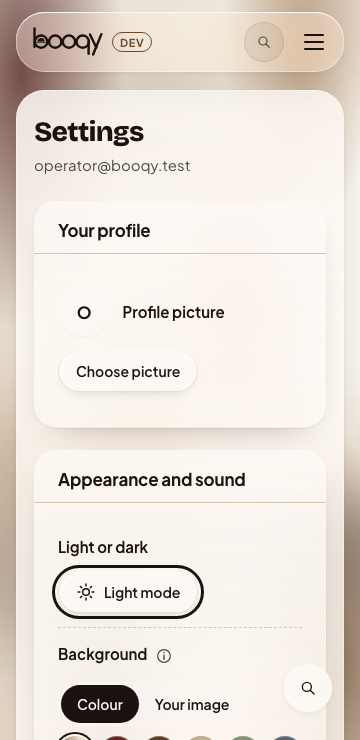 booqy DEV
Settings
operator@booqy.test
Your profile
O Profile picture
Choose picture
Appearance and sound
Light or dark
Light mode
Background
Colour Your image